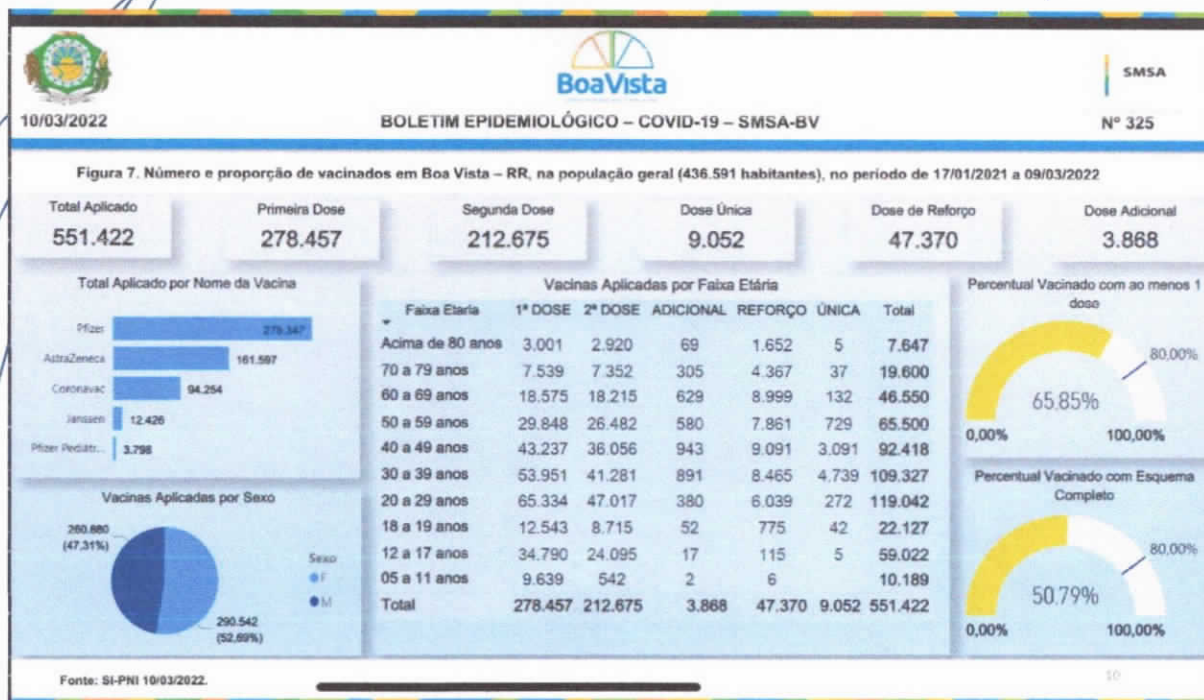 BoaVista
SMSA
10/03/2022
BOLETIM EPIDEMIOLÓGICO – COVID-19 – SMSA-BV
Nº 325
Figura 7. Número e proporção de vacinados em Boa Vista – RR, na população geral (436.591 habitantes), no período de 17/01/2021 a 09/03/2022
Total Aplicado
551.422
Primeira Dose
278.457
Segunda Dose
212.675
Dose Única
9.052
Dose de Reforço
47.370
Dose Adicional
3.868
Total Aplicado por Nome da Vacina
Pfizer 279.347
AstraZeneca 161.597
Coronavac 94.254
Janssen 12.426
Pfizer Pediátr... 3.798
Vacinas Aplicadas por Sexo
260.880
(47,31%)
Sexo
F
M
290.542
(52,69%)
Vacinas Aplicadas por Faixa Etária
Faixa Etaria 1ª DOSE 2ª DOSE ADICIONAL REFORÇO ÚNICA Total
Acima de 80 anos 3.001 2.920 69 1.652 5 7.647
70 a 79 anos 7.539 7.352 305 4.367 37 19.600
60 a 69 anos 18.575 18.215 629 8.999 132 46.550
50 a 59 anos 29.848 26.482 580 7.861 729 65.500
40 a 49 anos 43.237 36.056 943 9.091 3.091 92.418
30 a 39 anos 53.951 41.281 891 8.465 4.739 109.327
20 a 29 anos 65.334 47.017 380 6.039 272 119.042
18 a 19 anos 12.543 8.715 52 775 42 22.127
12 a 17 anos 34.790 24.095 17 115 5 59.022
05 a 11 anos 9.639 542 2 6 10.189
Total 278.457 212.675 3.868 47.370 9.052 551.422
Percentual Vacinado com ao menos 1
dose
80,00%
65,85%
0,00% 100,00%
Percentual Vacinado com Esquema
Completo
80,00%
50,79%
0,00% 100,00%
Fonte: SI-PNI 10/03/2022.
10